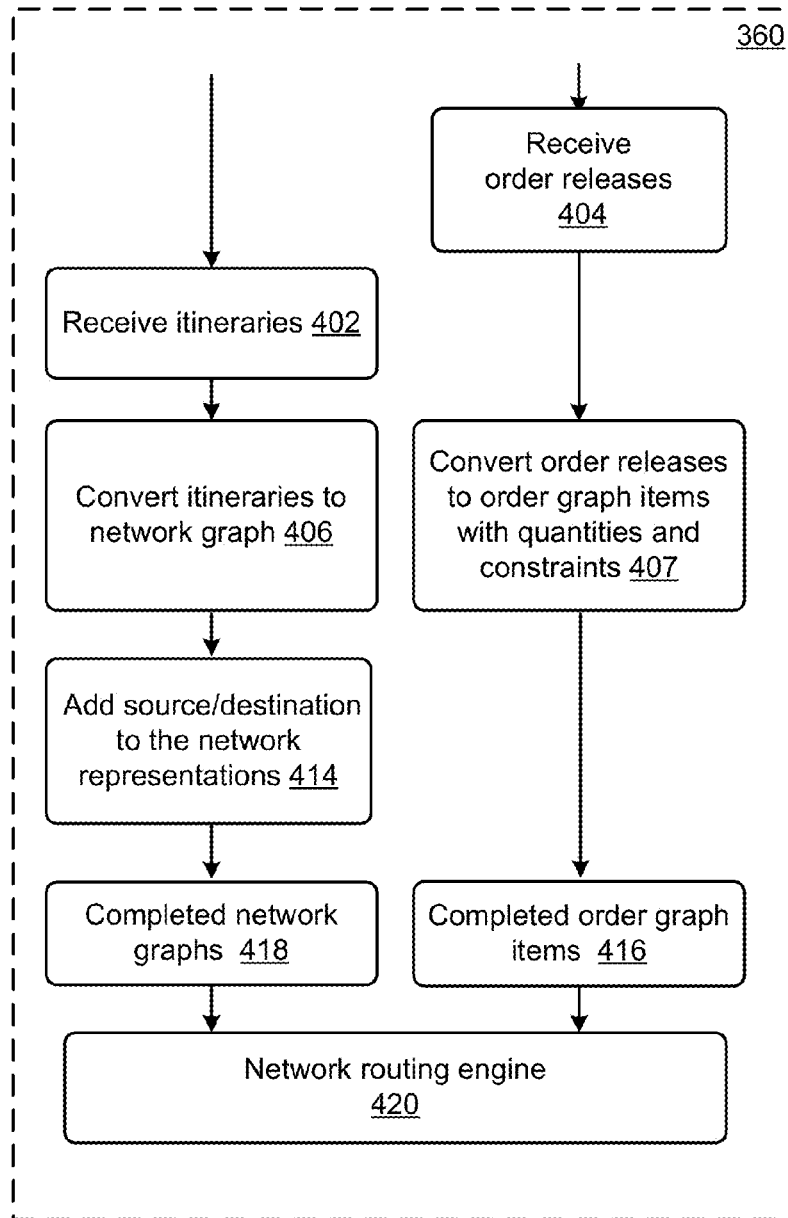 360
Receive
order releases
404
Receive itineraries 402
Convert itineraries to
network graph 406
Convert order releases
to order graph items
with quantities and
constraints 407
Add source/destination
to the network
representations 414
Completed network
graphs 418
Completed order graph
items 416
Network routing engine
420